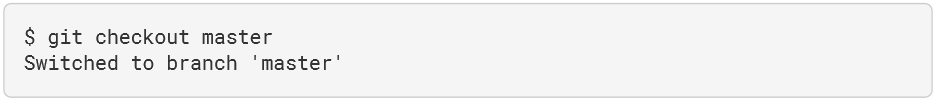 $ git checkout master
Switched to branch 'master'